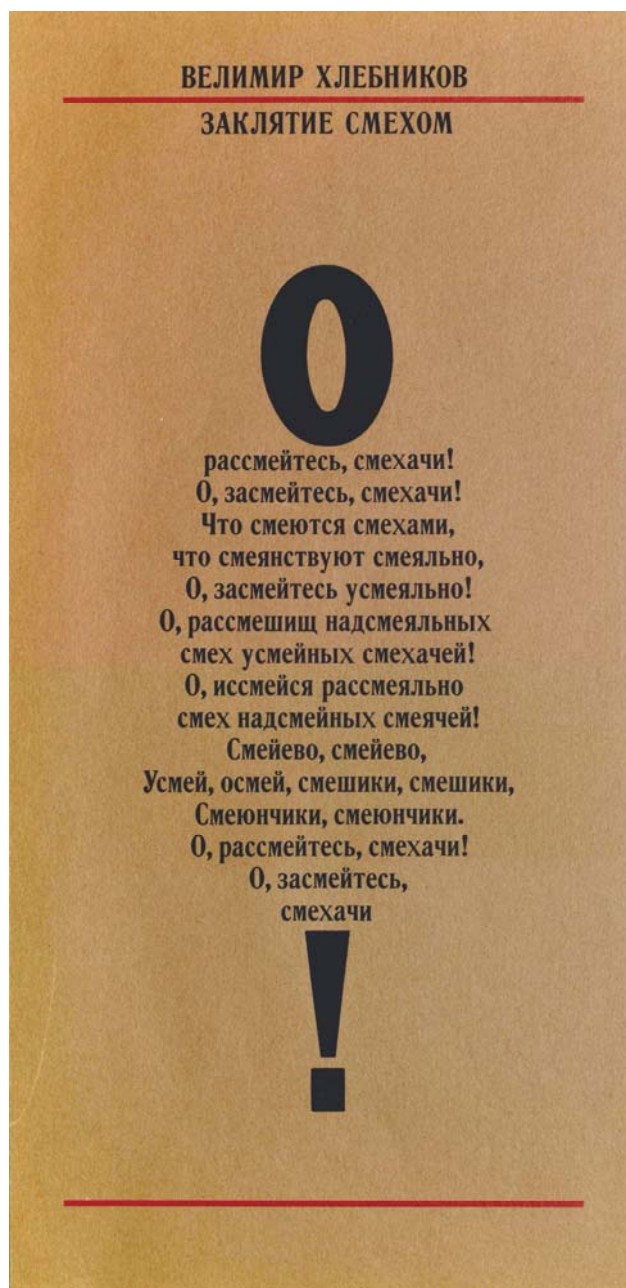 ВЕЛИМИР ХЛЕБНИКОВ
ЗАКЛЯТИЕ СМЕХОМ
О
рассмейтесь, смехачи!
О, засмейтесь, смехачи!
Что смеются смехами,
что смеянствуют смеяльно,
О, засмейтесь усмеяльно!
О, рассмешищ надсмеяльных
смех усмейных смехачей!
О, иссмейся рассмеяльно
смех надсмейных смеячей!
Смейево, смейево,
Усмей, осмей, смешики, смешики,
Смеюнчики, смеюнчики.
О, рассмейтесь, смехачи!
О, засмейтесь,
смехачи
!